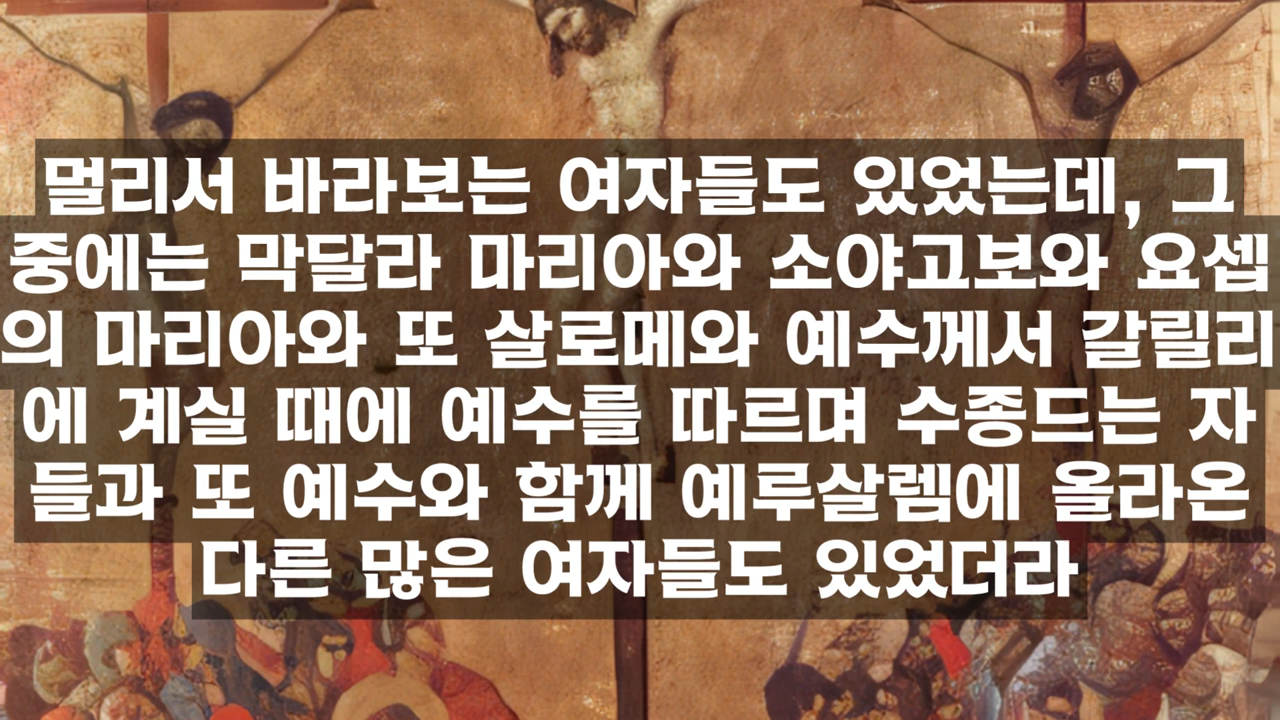 멀리서 바라보는 여자들도 있었는데, 그
중에는 막달라 마리아와 소야고보와 요셉
의 마리아와 또 살로메와 예수께서 갈릴리
에 계실 때에 예수를 따르며 수종드는 자
들과 또 예수와 함께 예루살렘에 올라온
다른 많은 여자들도 있었더라